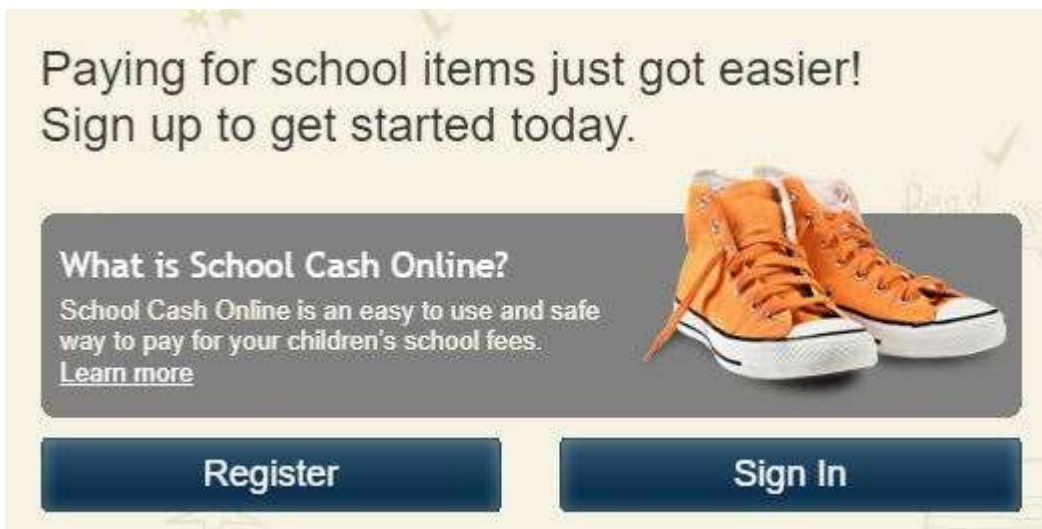 Paying for school items just got easier!
Sign up to get started today.
What is School Cash Online?
School Cash Online is an easy to use and safe
way to pay for your children's school fees.
Learn more
Register
Sign In